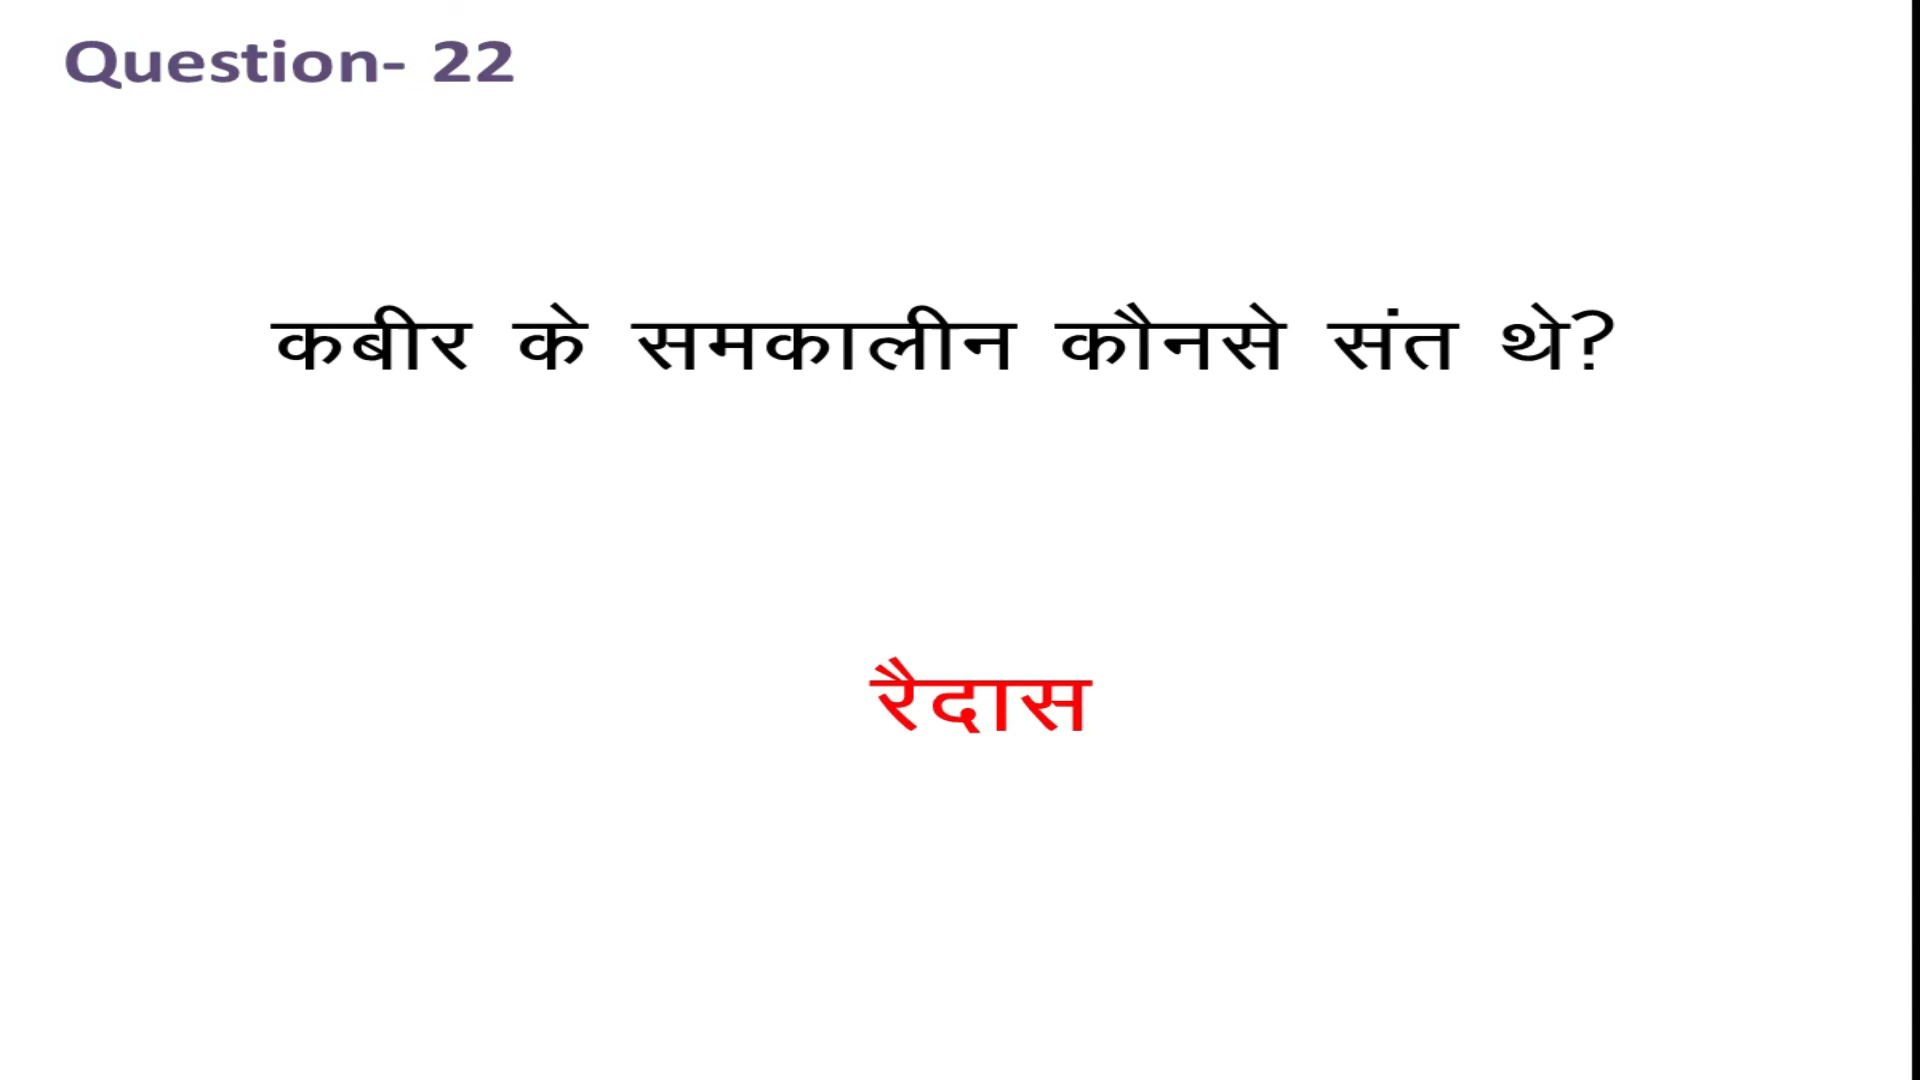 Question- 22
कबीर के समकालीन कौनसे संत थे?
रैदास